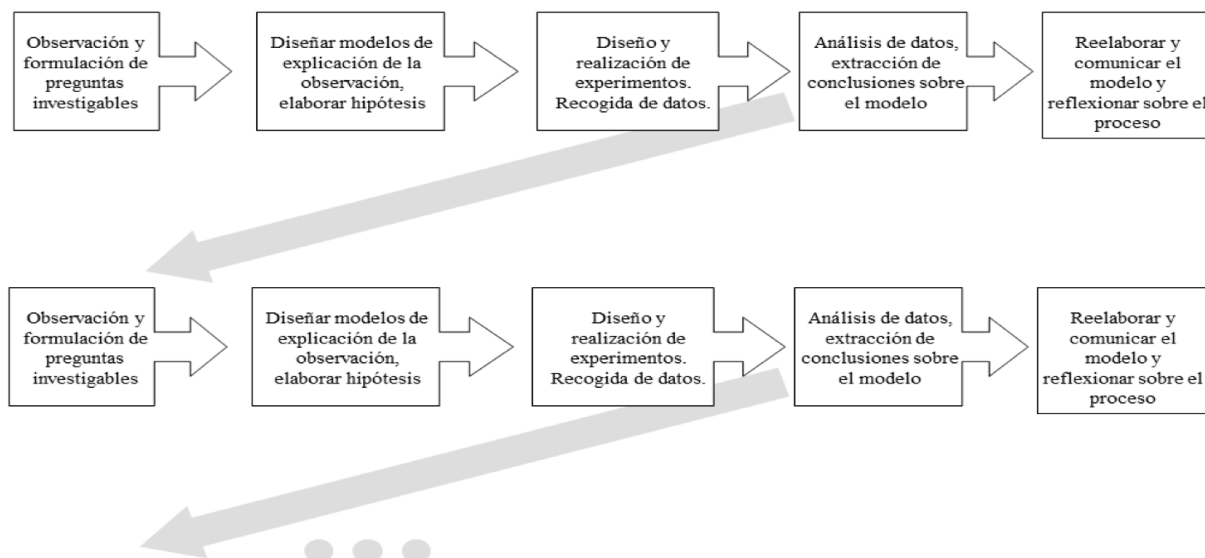 Observación y
formulación de
preguntas
investigables
Diseñar modelos de
explicación de la
observación,
elaborar hipótesis
Diseño y
realización de
experimentos.
Recogida de datos.
Análisis de datos,
extracción de
conclusiones sobre
el modelo
Reelaborar y
comunicar el
modelo y
reflexionar sobre el
proceso
Observación y
formulación de
preguntas
investigables
Diseñar modelos de
explicación de la
observación,
elaborar hipótesis
Diseño y
realización de
experimentos.
Recogida de datos.
Análisis de datos,
extracción de
conclusiones sobre
el modelo
Reelaborar y
comunicar el
modelo y
reflexionar sobre el
proceso